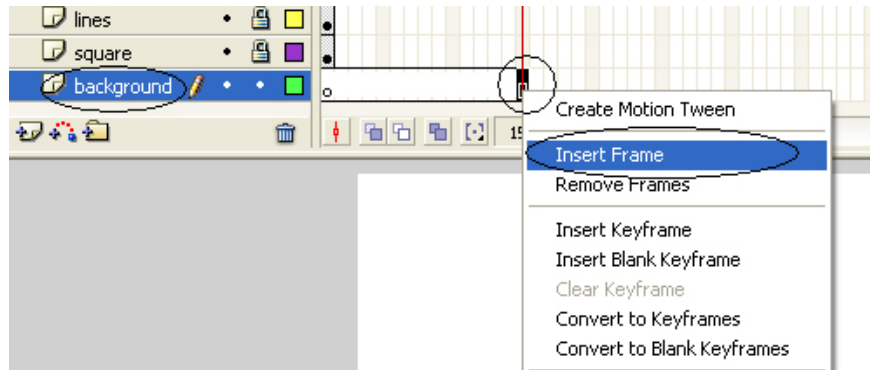 lines
square
background
15
Create Motion Tween
Insert Frame
Remove Frames
Insert Keyframe
Insert Blank Keyframe
Clear Keyframe
Convert to Keyframes
Convert to Blank Keyframes